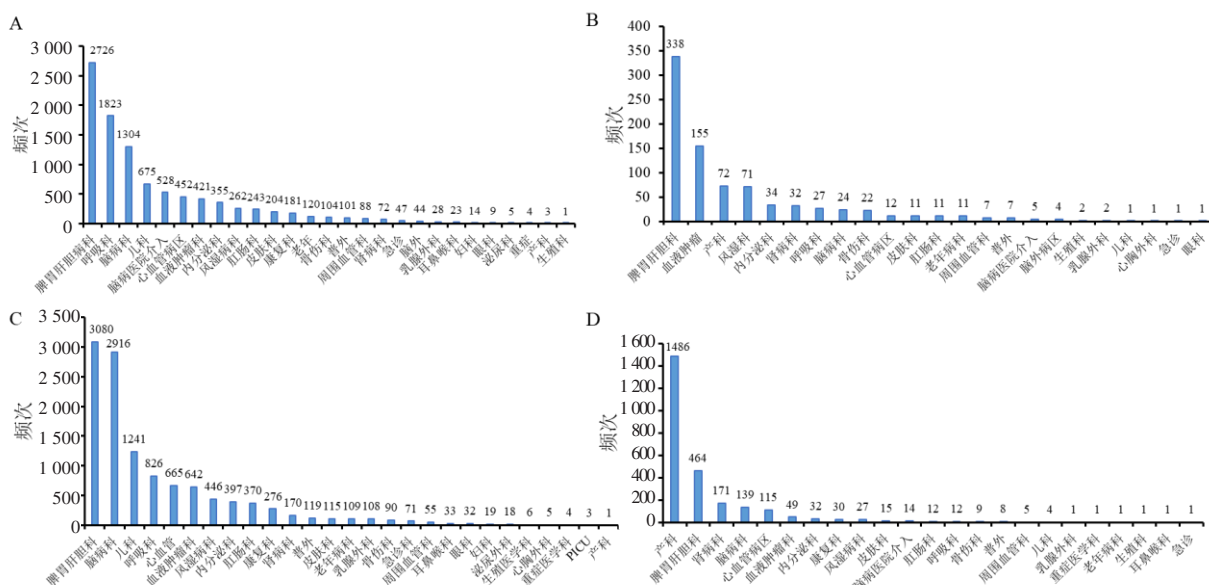 A
频次
3 000
2 500
2 000
1 500
1 000
500
0
2726 1823 1304 675 528 452 421 355 262 243 204 181 120 104 101 88 72 47 44 28 23 14 9 5 4 3 1
脾胃肝胆病科
呼吸科
脑病科
儿科
脑病医院介入
心血管病区
血液肿瘤科
内分泌科
风湿病科
肛肠科
皮肤科
康复科
老年
骨伤科
普外
周围血管科
肾病科
急诊
脑外
乳腺外科
耳鼻喉科
妇科
眼科
泌尿科
重症
产科
生殖科
B
频次
400
350
300
250
200
150
100
50
0
338 155 72 71 34 32 27 24 22 12 11 11 11 7 7 5 4 2 2 1 1 1 1
脾胃肝胆科
血液肿瘤
产科
风湿科
内分泌科
肾病科
呼吸科
脑病科
骨伤科
心血管病区
皮肤科
肛肠科
老年病科
周围血管科
普外
脑病医院介入
脑外病区
生殖科
乳腺外科
儿科
心胸外科
急诊
眼科
C
频次
3 500
3 000
2 500
2 000
1 500
1 000
500
0
3080 2916 1241 826 665 642 446 397 370 276 170 119 115 109 108 90 71 55 33 32 19 18 6 5 4 3 1
脾胃肝胆科
脑病科
儿科
呼吸科
心血管
血液肿瘤科
风湿病科
内分泌科
肛肠科
康复科
肾病科
普外
皮肤科
老年病科
乳腺外科
骨伤科
急诊科
周围血管科
耳鼻喉科
眼科
妇科
泌尿外科
生殖医学科
心胸外科
重症医学科
PICU
产科
D
频次
1 600
1 400
1 200
1 000
800
600
400
200
0
1486 464 171 139 115 49 32 30 27 15 14 12 12 9 8 5 4 1 1 1 1 1 1
产科
脾胃肝胆科
肾病科
脑病科
心血管病区
血液肿瘤科
内分泌科
康复科
风湿病科
皮肤科
脑病医院介入
肛肠科
呼吸科
骨伤科
普外
周围血管科
儿科
乳腺外科
重症医学科
老年病科
生殖科
耳鼻喉科
急诊